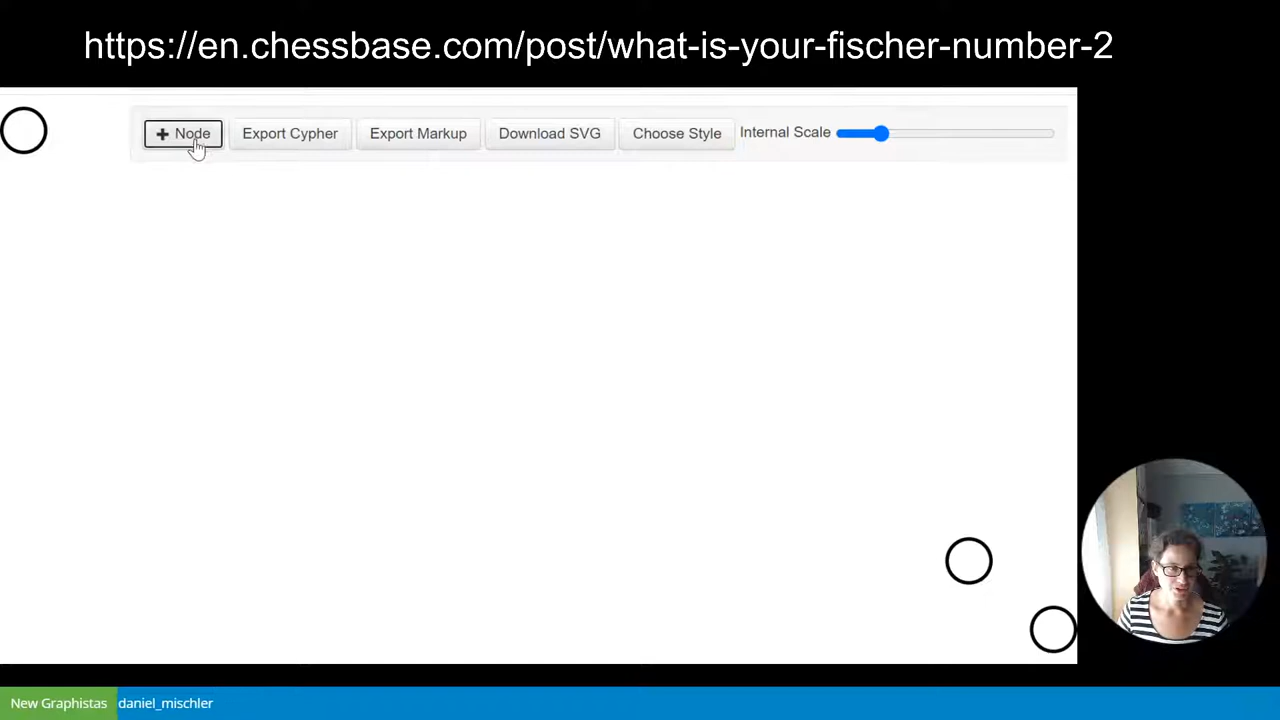 https://en.chessbase.com/post/what-is-your-fischer-number-2
Node Export Cypher Export Markup Download SVG Choose Style Internal Scale
New Graphistas daniel_mischler